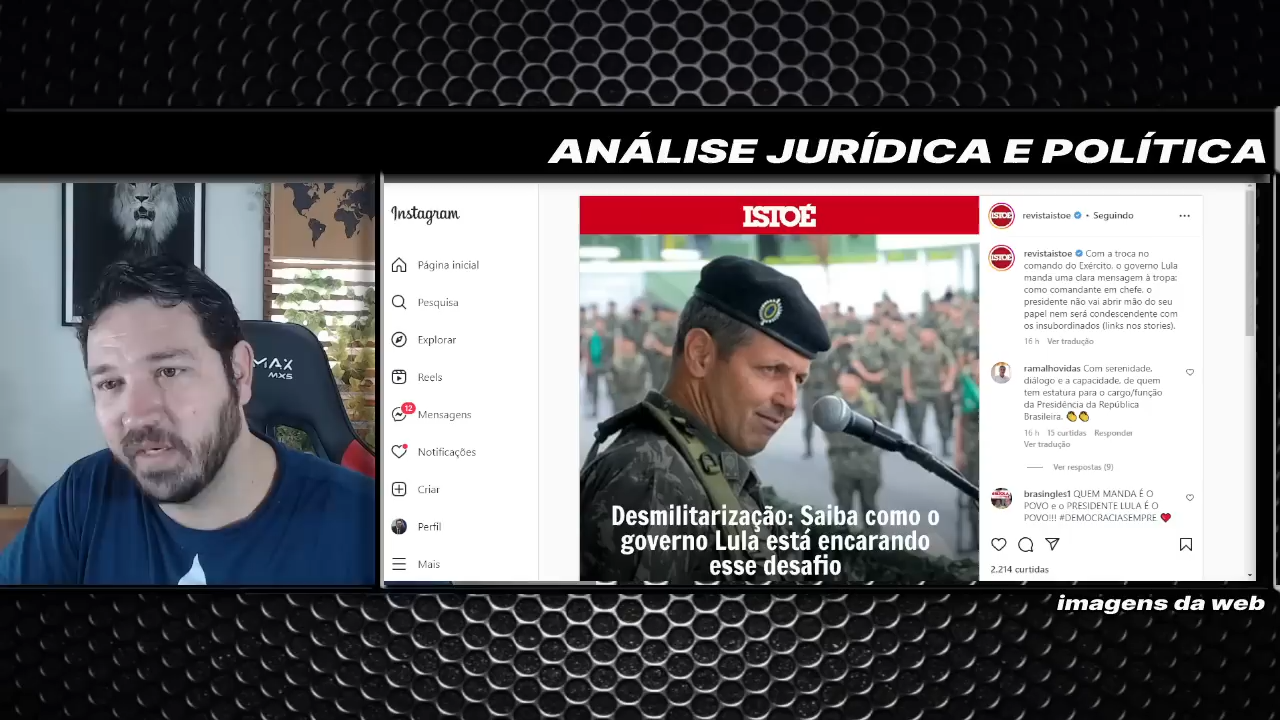 ANÁLISE JURÍDICA E POLÍTICA
MAX
MXS
Instagram
Página inicial
Pesquisa
Explorar
Reels
12
Mensagens
Notificações
Criar
Perfil
Mais
ISTOÉ
Desmilitarização: Saiba como o
governo Lula está encarando
esse desafio
ISTOÉ
revistaistoe • Seguindo
ISTOÉ
revistaistoe Com a troca no
comando do Exército, o governo Lula
manda uma clara mensagem à tropa:
como comandante em chefe, o
presidente não vai abrir mão do seu
papel nem será condescendente com
os insubordinados (links nos stories).
16 h Ver tradução
ramalhovidas Com serenidade,
diálogo e a capacidade, de quem
tem estatura para o cargo/função
da Presidência da República
Brasileira. 👏👏
16 h 15 curtidas Responder
Ver tradução
Ver respostas (9)
brasingles1 QUEM MANDA É O
POVO e o PRESIDENTE LULA É O
POVO!!! #DEMOCRACIASEMPRE ❤️
2.214 curtidas
imagens da web